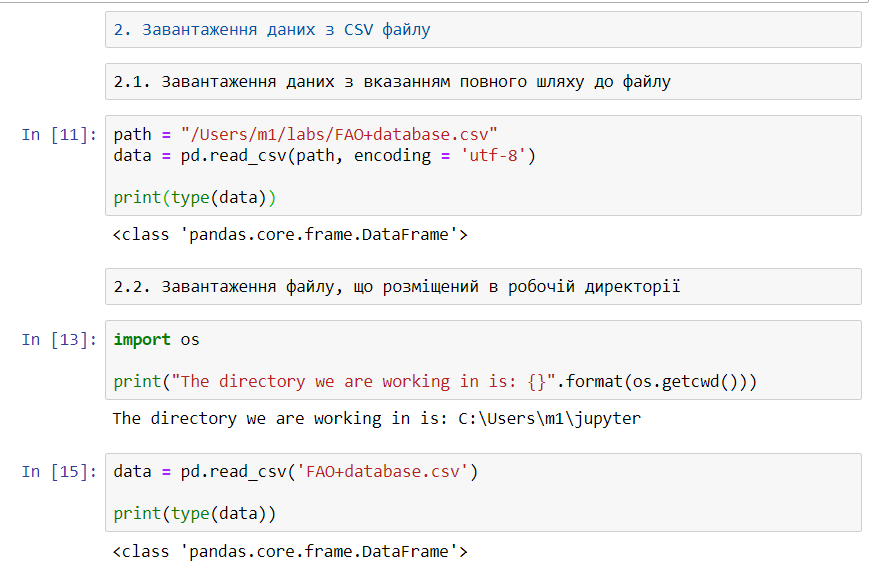 2. Завантаження даних з CSV файлу
2.1. Завантаження даних з вказанням повного шляху до файлу
In [11]: path = "/Users/m1/labs/FAO+database.csv"
data = pd.read_csv(path, encoding = 'utf-8')
print(type(data))
<class 'pandas.core.frame.DataFrame'>
2.2. Завантаження файлу, що розміщений в робочій директорії
In [13]: import os
print("The directory we are working in is: {}".format(os.getcwd()))
The directory we are working in is: C:\Users\m1\jupyter
In [15]: data = pd.read_csv('FAO+database.csv')
print(type(data))
<class 'pandas.core.frame.DataFrame'>